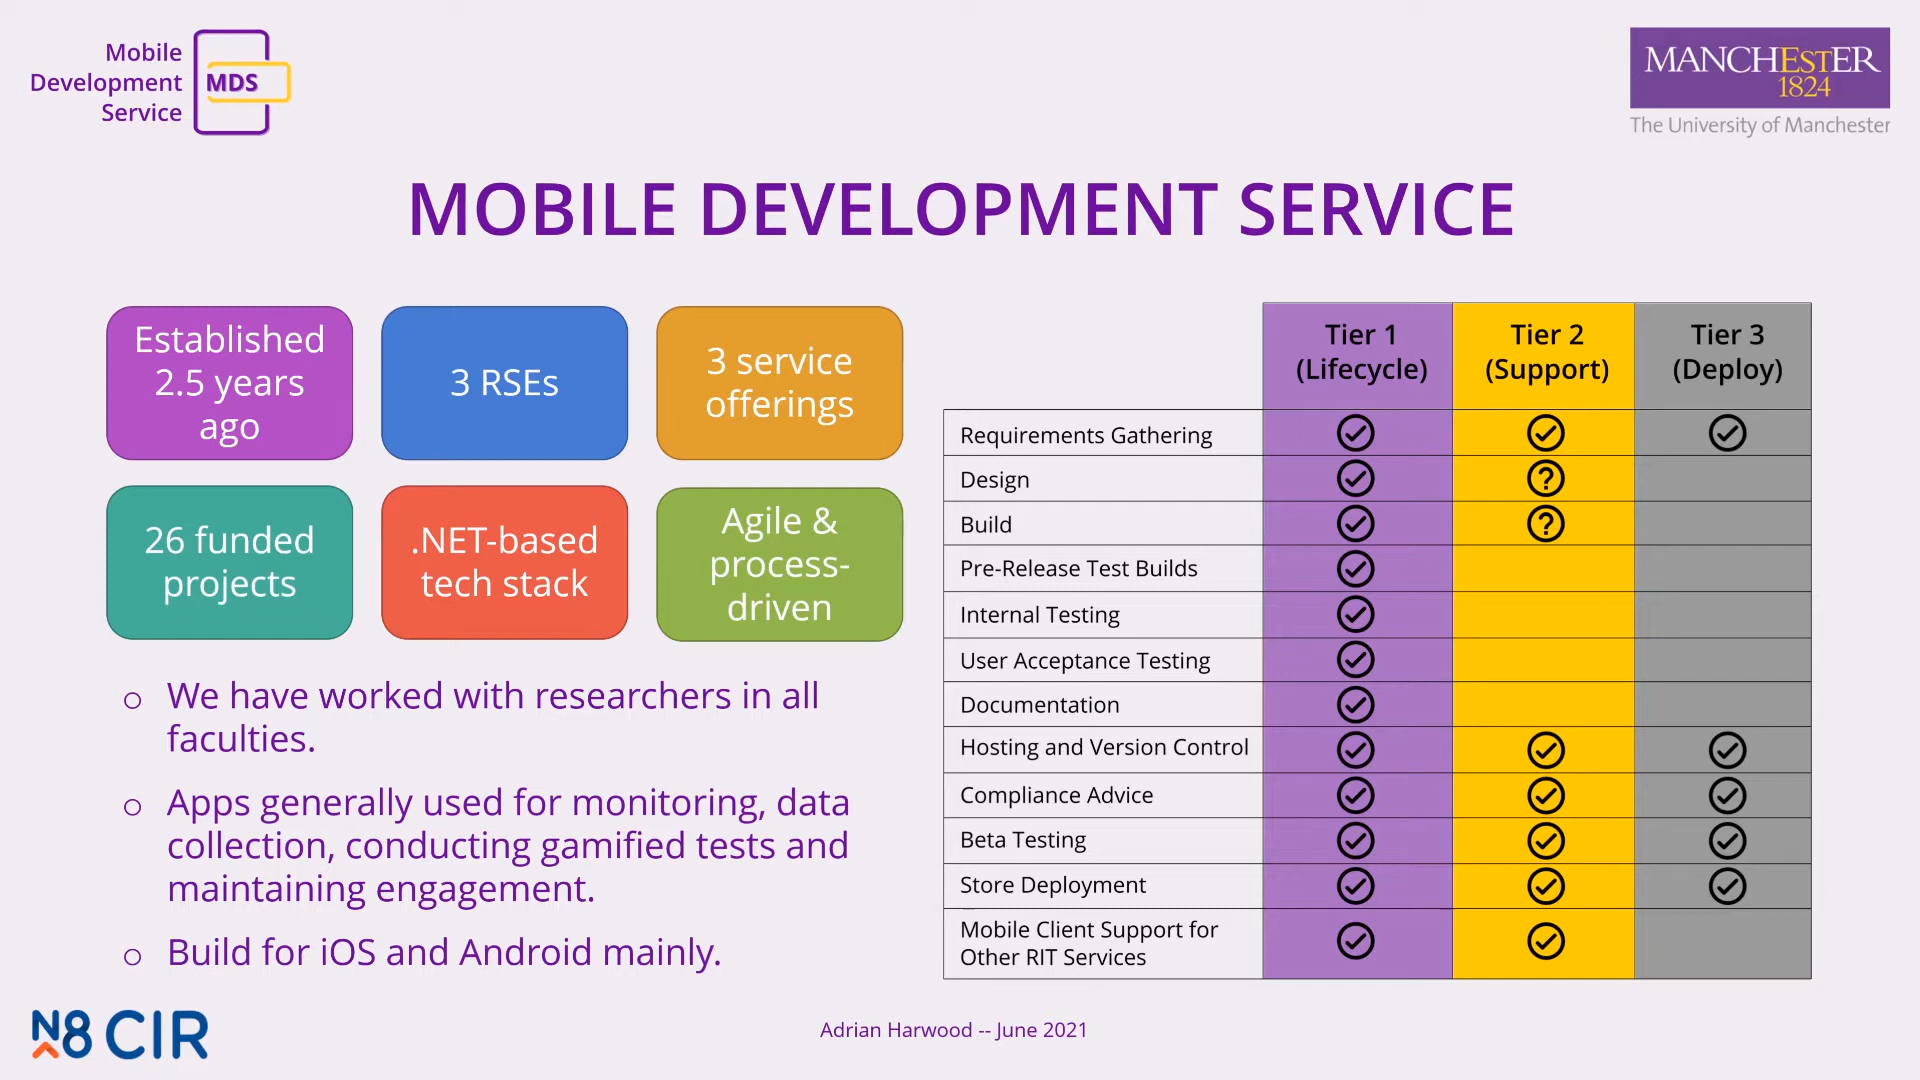 Mobile
Development
Service
MDS
MANCHESTER
1824
The University of Manchester
MOBILE DEVELOPMENT SERVICE
Established
2.5 years
ago
3 RSEs
3 service
offerings
26 funded
projects
.NET-based
tech stack
Agile &
process-
driven
We have worked with researchers in all
faculties.
Apps generally used for monitoring, data
collection, conducting gamified tests and
maintaining engagement.
Build for iOS and Android mainly.
Tier 1
(Lifecycle)
Tier 2
(Support)
Tier 3
(Deploy)
Requirements Gathering
Design ?
Build ?
Pre-Release Test Builds
Internal Testing
User Acceptance Testing
Documentation
Hosting and Version Control
Compliance Advice
Beta Testing
Store Deployment
Mobile Client Support for
Other RIT Services
N8 CIR
Adrian Harwood -- June 2021